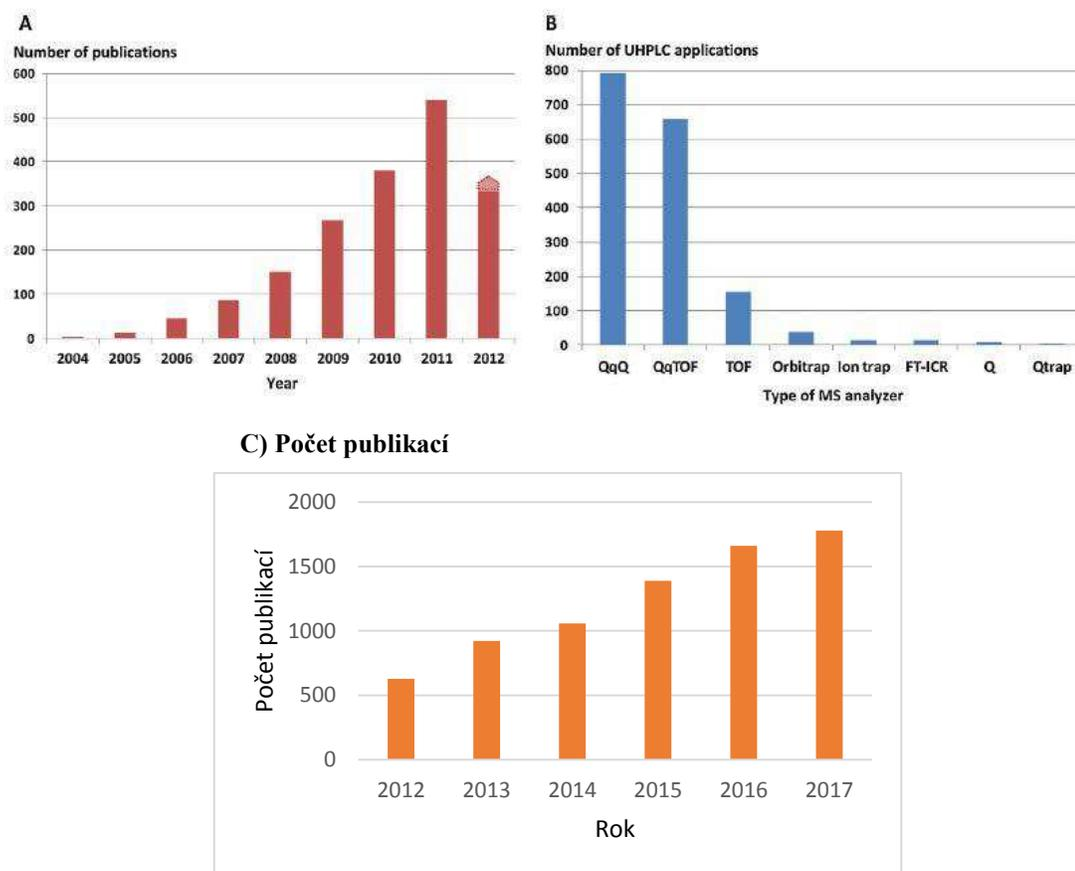 A
Number of publications
600
500
400
300
200
100
0
2004 2005 2006 2007 2008 2009 2010 2011 2012
Year
B
Number of UHPLC applications
800
700
600
500
400
300
200
100
0
QqQ QqTOF TOF Orbitrap Ion trap FT-ICR Q Qtrap
Type of MS analyzer
C) Počet publikací
Počet publikací
2000
1500
1000
500
0
2012 2013 2014 2015 2016 2017
Rok